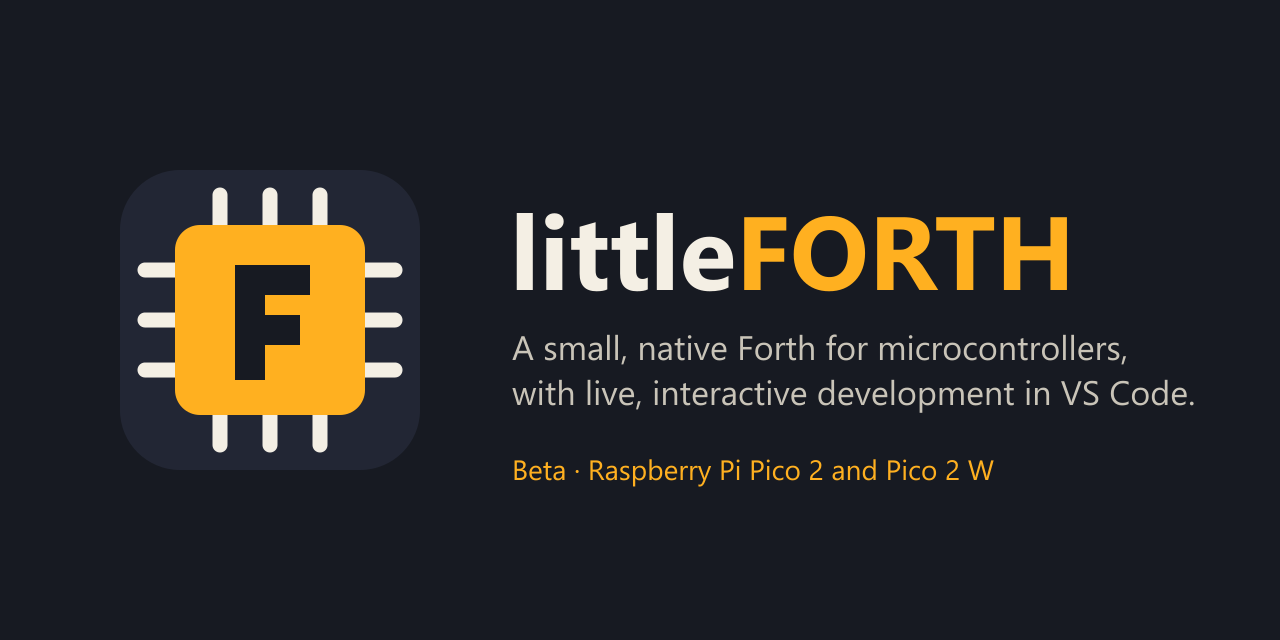 F
littleFORTH
A small, native Forth for microcontrollers,
with live, interactive development in VS Code.
Beta · Raspberry Pi Pico 2 and Pico 2 W